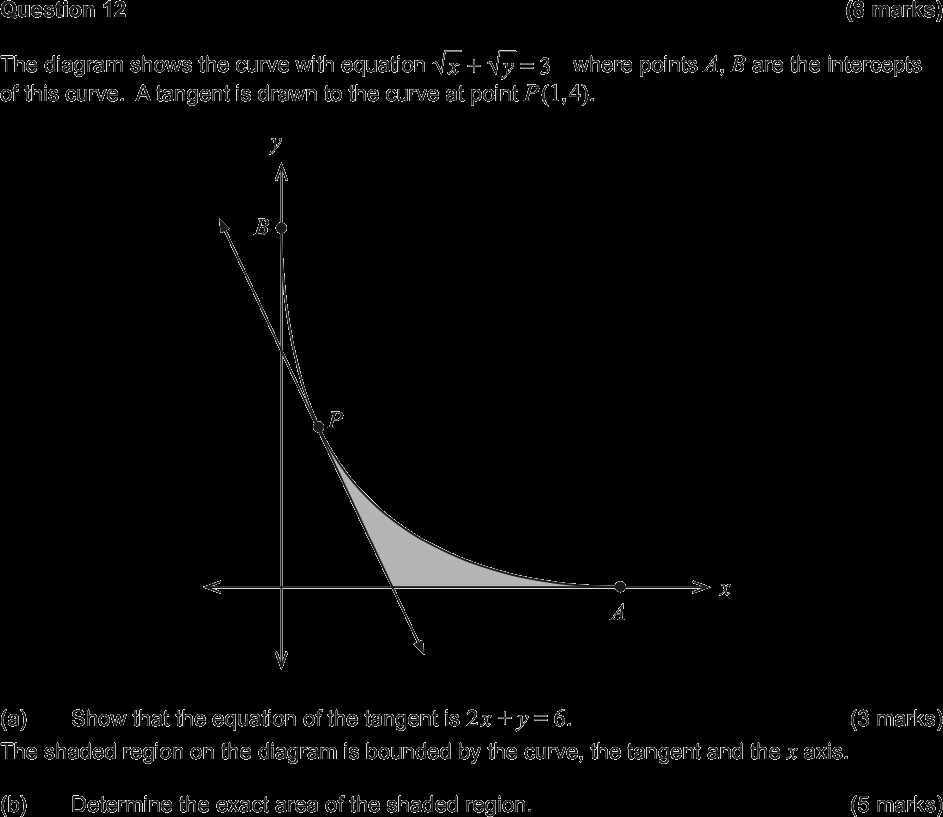 Question 12 (8 marks)
The diagram shows the curve with equation √x + √y = 3 where points A, B are the intercepts
of this curve. A tangent is drawn to the curve at point P(1,4).
y
B
P
x
A
(a) Show that the equation of the tangent is 2x + y = 6. (3 marks)
The shaded region on the diagram is bounded by the curve, the tangent and the x axis.
(b) Determine the exact area of the shaded region. (5 marks)